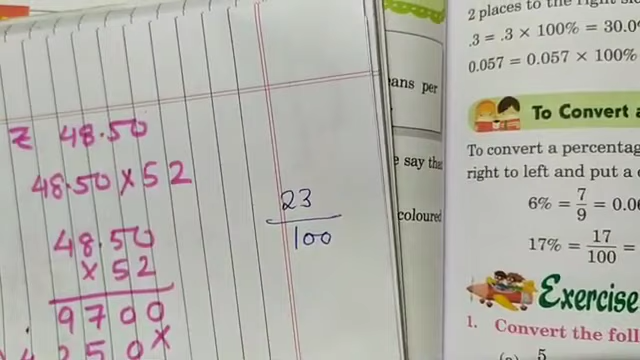 ₹ 48.50
48.50 × 52
48.50
× 52
9700
250×
23
100
ans per
e say tha
coloured
2 places to the right
.3 = .3 × 100% = 30.0
0.057 = 0.057 × 100%
To Convert a
To convert a percentag
right to left and put a
6% = 7/9 = 0.0
17% = 17/100 =
Exercise
1. Convert the foll
(a) 5